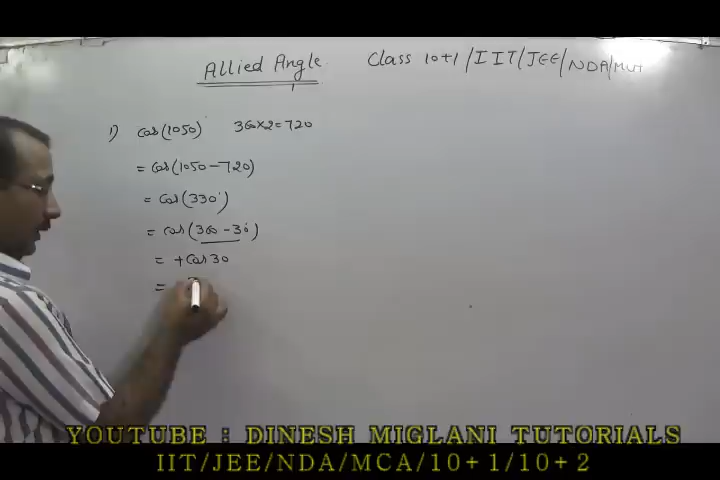 Allied Angle
Class 10+1/IIT/JEE/NDA/
1) cos(1050)° 360×2=720
= cos(1050-720)
= cos(330°)
= cos(360-30°)
= +cos30
=
YOUTUBE : DINESH MIGLANI TUTORIALS
IIT/JEE/NDA/MCA/10+1/10+2